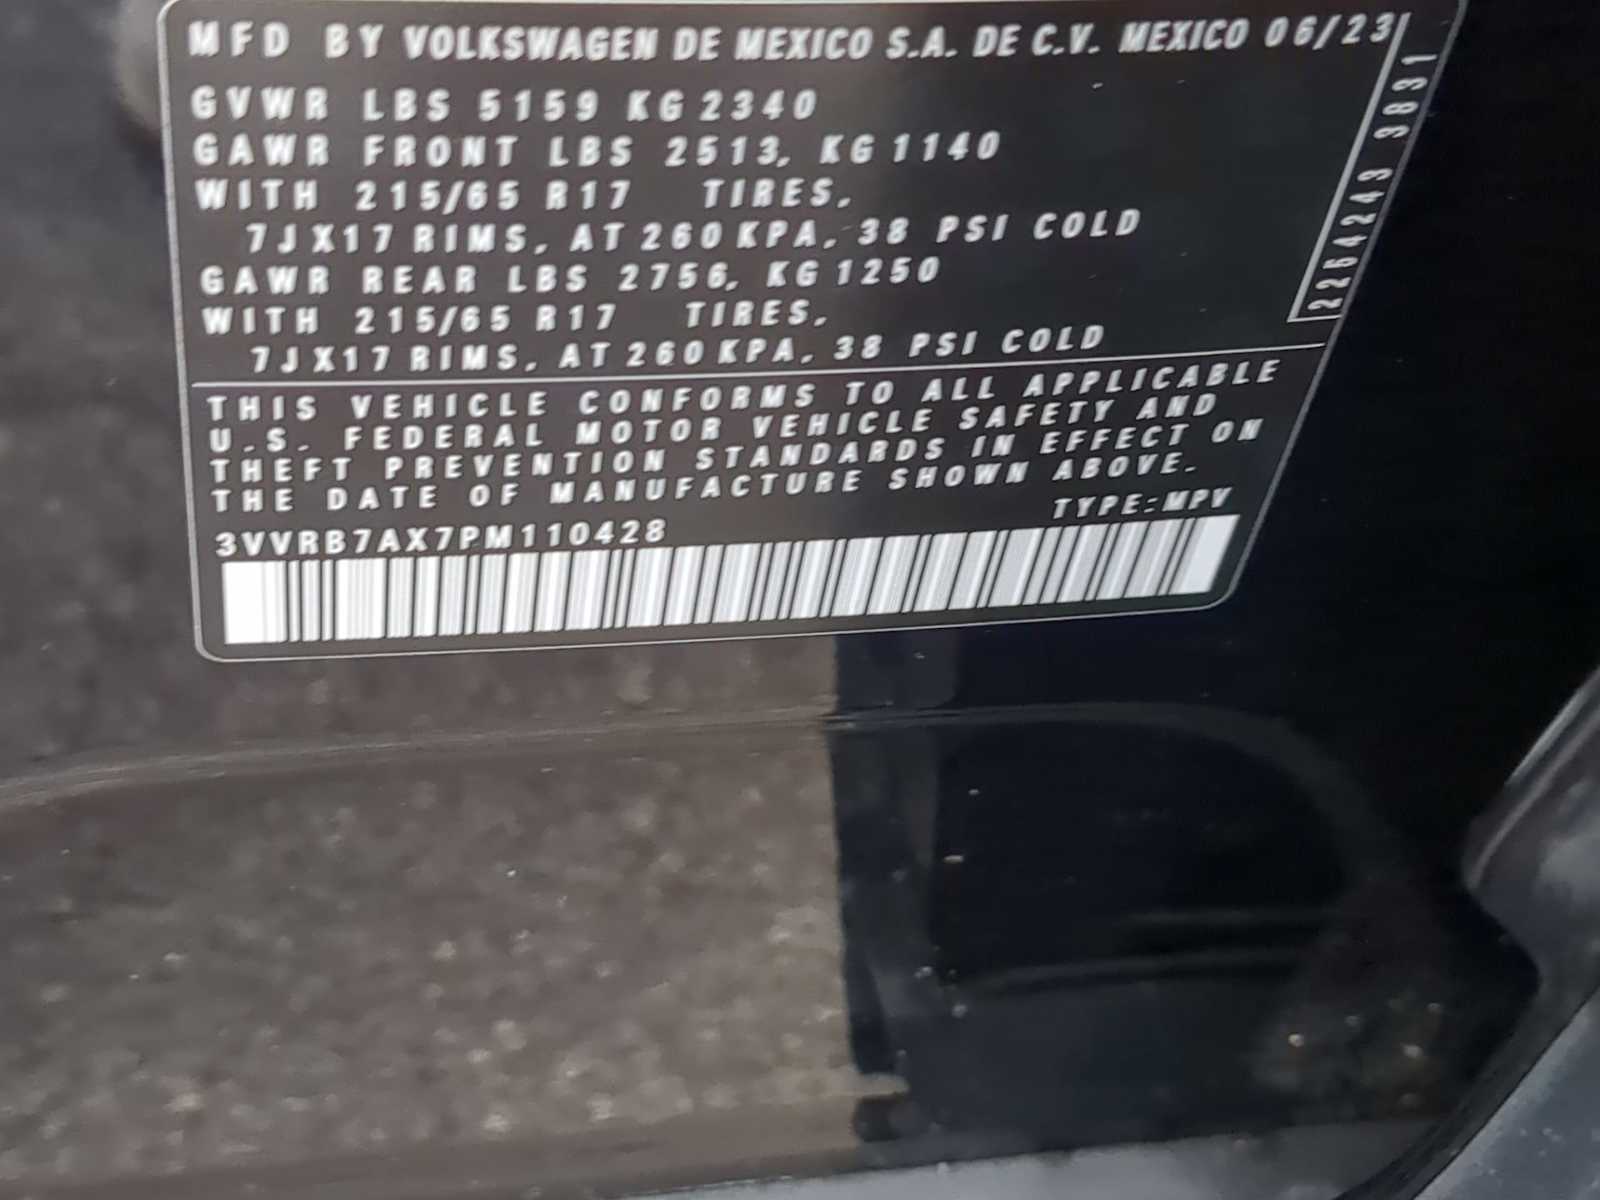 MFD BY VOLKSWAGEN DE MEXICO S.A. DE C.V. MEXICO 06/23
GVWR LBS 5159 KG 2340
GAWR FRONT LBS 2513, KG 1140
WITH 215/65 R17 TIRES,
7JX17 RIMS, AT 260 KPA, 38 PSI COLD
GAWR REAR LBS 2756, KG 1250
WITH 215/65 R17 TIRES,
7JX17 RIMS, AT 260 KPA, 38 PSI COLD
2264243 3831
THIS VEHICLE CONFORMS TO ALL APPLICABLE
U.S. FEDERAL MOTOR VEHICLE SAFETY AND
THEFT PREVENTION STANDARDS IN EFFECT ON
THE DATE OF MANUFACTURE SHOWN ABOVE.
TYPE:MPV
3VVRB7AX7PM110428